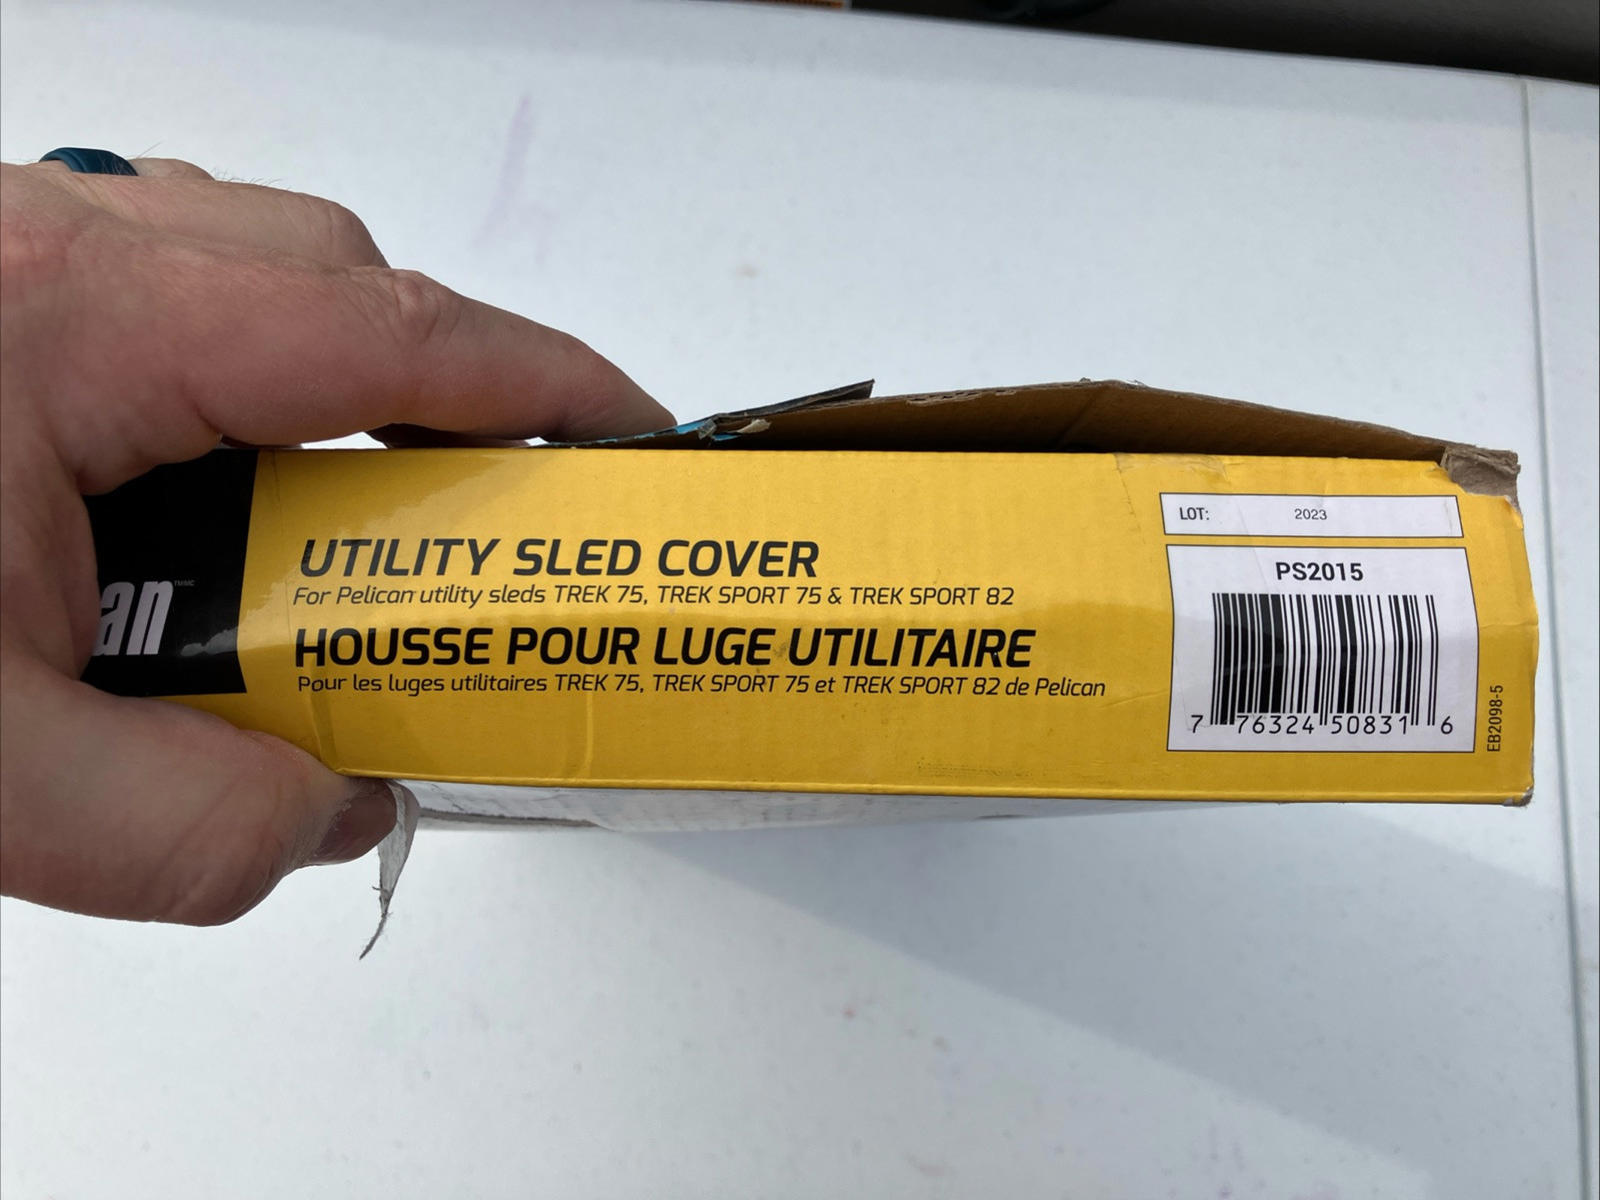 an ™/MC
UTILITY SLED COVER
For Pelican utility sleds TREK 75, TREK SPORT 75 & TREK SPORT 82
HOUSSE POUR LUGE UTILITAIRE
Pour les luges utilitaires TREK 75, TREK SPORT 75 et TREK SPORT 82 de Pelican
LOT: 2023
PS2015
7 76324 50831 6
EB2098-5